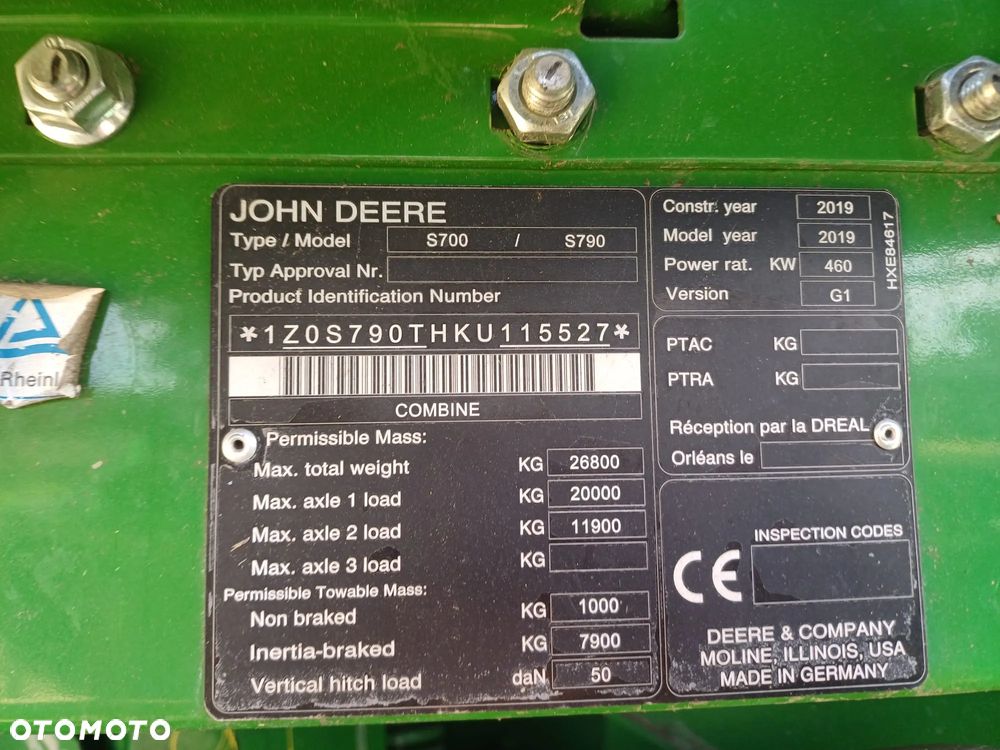 JOHN DEERE
Type / Model S700 / S790
Typ Approval Nr.
Product Identification Number
*1Z0S790THKU115527*
COMBINE
Permissible Mass:
Max. total weight KG 26800
Max. axle 1 load KG 20000
Max. axle 2 load KG 11900
Max. axle 3 load KG
Permissible Towable Mass:
Non braked KG 1000
Inertia-braked KG 7900
Vertical hitch load daN 50
Constr. year 2019
Model year 2019
Power rat. KW 460
Version G1
HXE84617
PTAC KG
PTRA KG
Réception par la DREAL
Orléans le
INSPECTION CODES
CE
DEERE & COMPANY
MOLINE, ILLINOIS, USA
MADE IN GERMANY
Rheinl
OTOMOTO